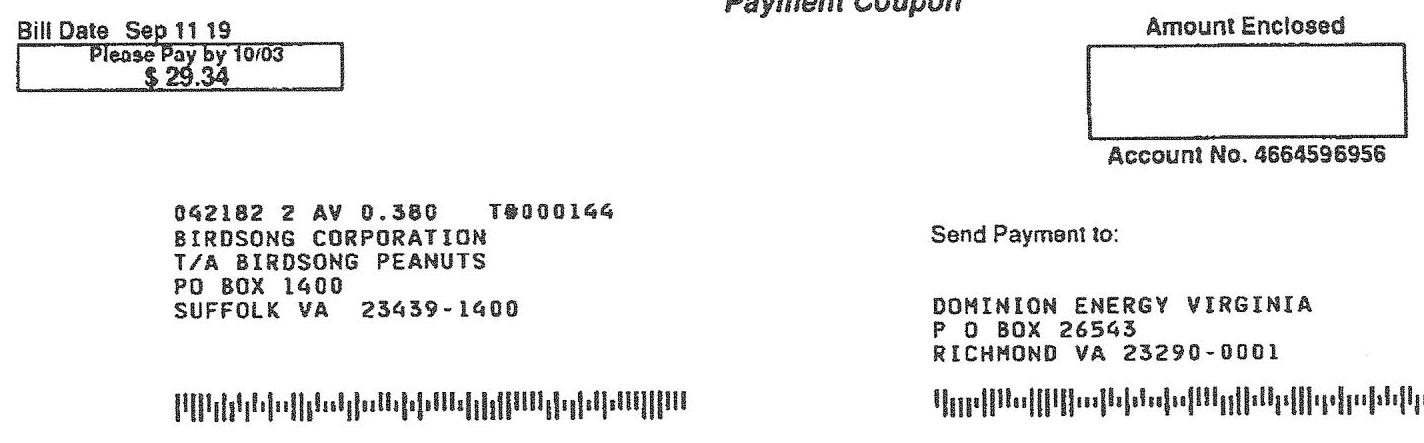 Payment Coupon
Bill Date Sep 11 19
Please Pay by 10/03
$ 29.34
Amount Enclosed
Account No. 4664596956
042182 2 AV 0.380 T#000144
BIRDSONG CORPORATION
T/A BIRDSONG PEANUTS
PO BOX 1400
SUFFOLK VA 23439-1400
Send Payment to:
DOMINION ENERGY VIRGINIA
P O BOX 26543
RICHMOND VA 23290-0001